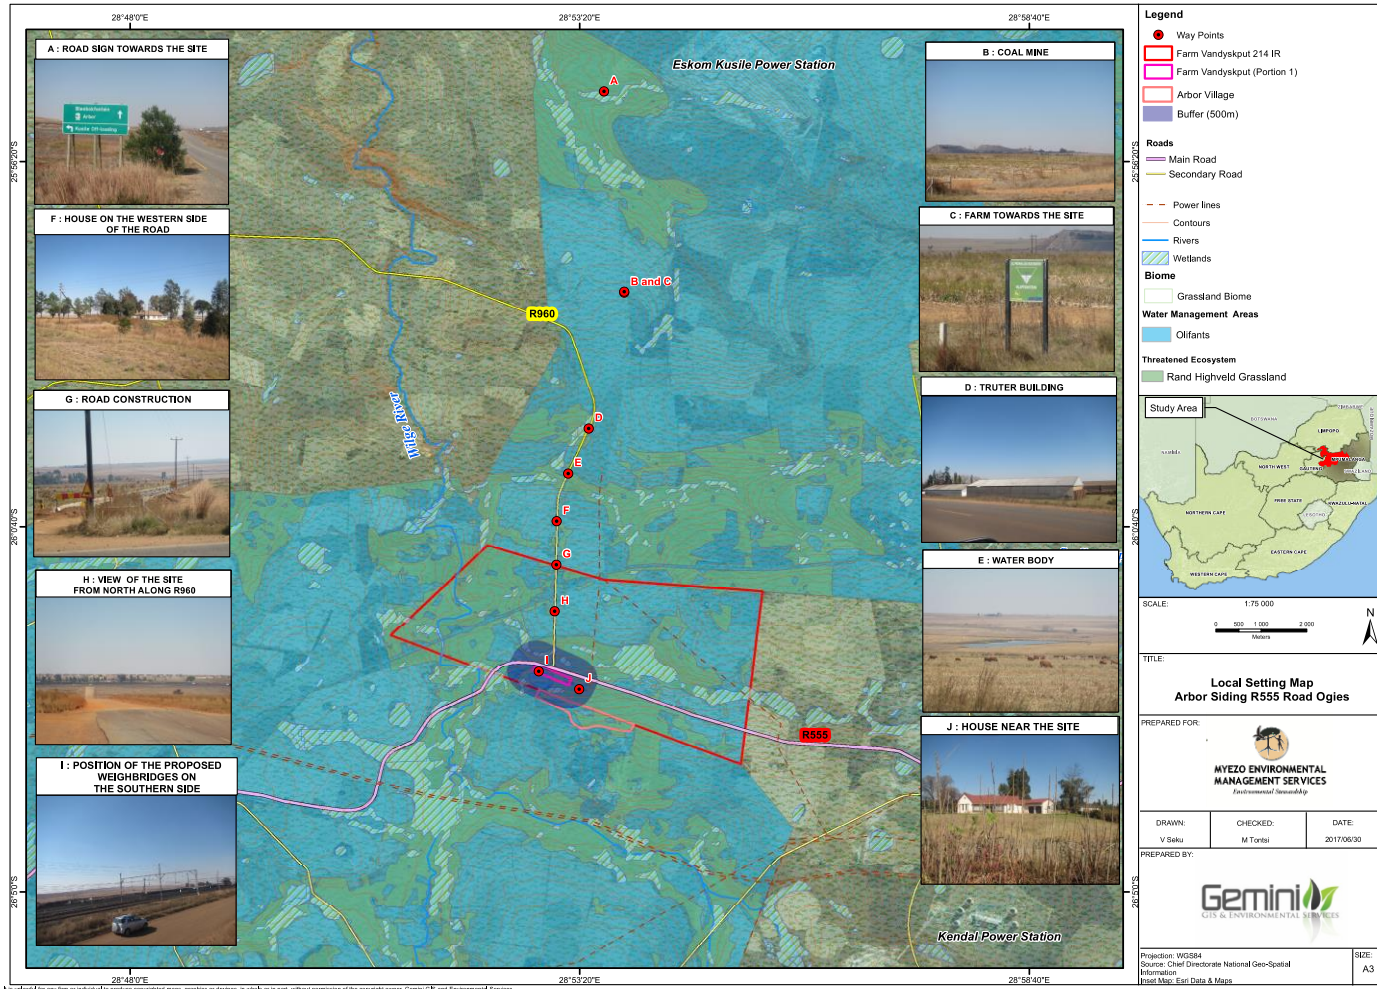 28°48'0"E
28°53'20"E
28°58'40"E
A : ROAD SIGN TOWARDS THE SITE
Arbor
Kusile Off-loading
F : HOUSE ON THE WESTERN SIDE
OF THE ROAD
G : ROAD CONSTRUCTION
H : VIEW OF THE SITE
FROM NORTH ALONG R960
I : POSITION OF THE PROPOSED
WEIGHBRIDGES ON
THE SOUTHERN SIDE
25°56'20"S
26°0'40"S
26°5'0"S
Eskom Kusile Power Station
A
B and C
R960
Wilge River
D
E
F
G
H
I
J
R555
Kendal Power Station
B : COAL MINE
C : FARM TOWARDS THE SITE
D : TRUTER BUILDING
E : WATER BODY
J : HOUSE NEAR THE SITE
25°56'20"S
26°0'40"S
26°5'0"S
28°48'0"E
28°53'20"E
28°58'40"E
Legend
Way Points
Farm Vandyskput 214 IR
Farm Vandyskput (Portion 1)
Arbor Village
Buffer (500m)
Roads
Main Road
Secondary Road
Power lines
Contours
Rivers
Wetlands
Biome
Grassland Biome
Water Management Areas
Olifants
Threatened Ecosystem
Rand Highveld Grassland
Study Area
ZIMBABWE
BOTSWANA
LIMPOPO
NAMIBIA
NORTH WEST
GAUTENG
MPUMALANGA
SWAZILAND
FREE STATE
KWAZULU-NATAL
LESOTHO
NORTHERN CAPE
EASTERN CAPE
WESTERN CAPE
SCALE:
1:75 000
0 500 1 000 2 000
Meters
N
TITLE:
Local Setting Map
Arbor Siding R555 Road Ogies
PREPARED FOR:
MYEZO ENVIRONMENTAL
MANAGEMENT SERVICES
Environmental Stewardship
DRAWN:
V Seku
CHECKED:
M Tontsi
DATE:
2017/06/30
PREPARED BY:
Gemini
GIS & ENVIRONMENTAL SERVICES
Projection: WGS84
Source: Chief Directorate National Geo-Spatial
Information
Inset Map: Esri Data & Maps
SIZE:
A3